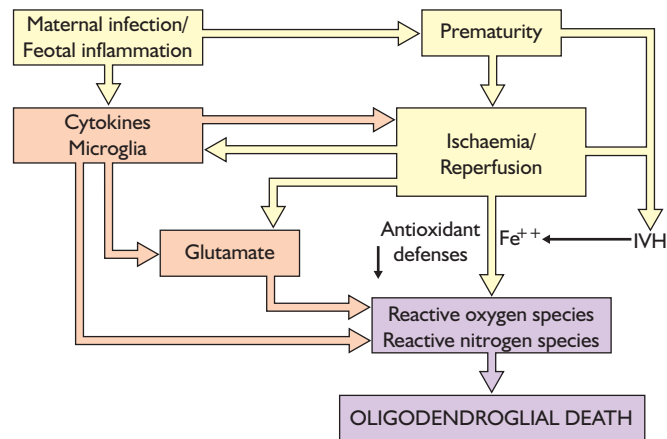 Maternal infection/
Feotal inflammation
Prematurity
Cytokines
Microglia
Ischaemia/
Reperfusion
Glutamate
Antioxidant
defenses
Fe++
IVH
Reactive oxygen species
Reactive nitrogen species
OLIGODENDROGLIAL DEATH